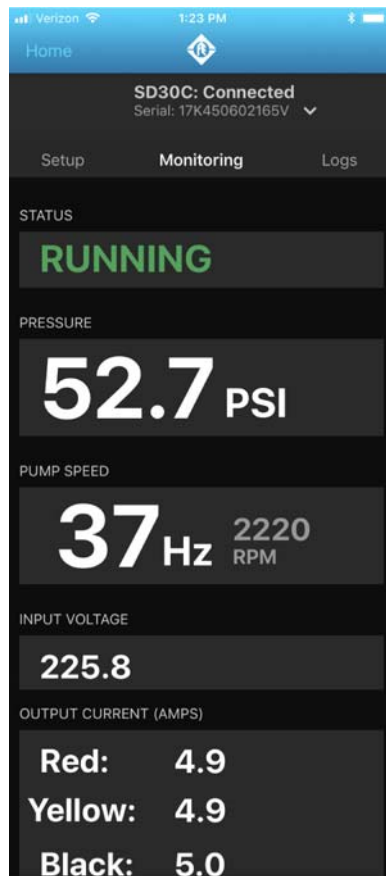 Verizon 1:23 PM
Home
SD30C: Connected
Serial: 17K450602165V
Setup Monitoring Logs
STATUS
RUNNING
PRESSURE
52.7 PSI
PUMP SPEED
37 Hz 2220 RPM
INPUT VOLTAGE
225.8
OUTPUT CURRENT (AMPS)
Red: 4.9
Yellow: 4.9
Black: 5.0